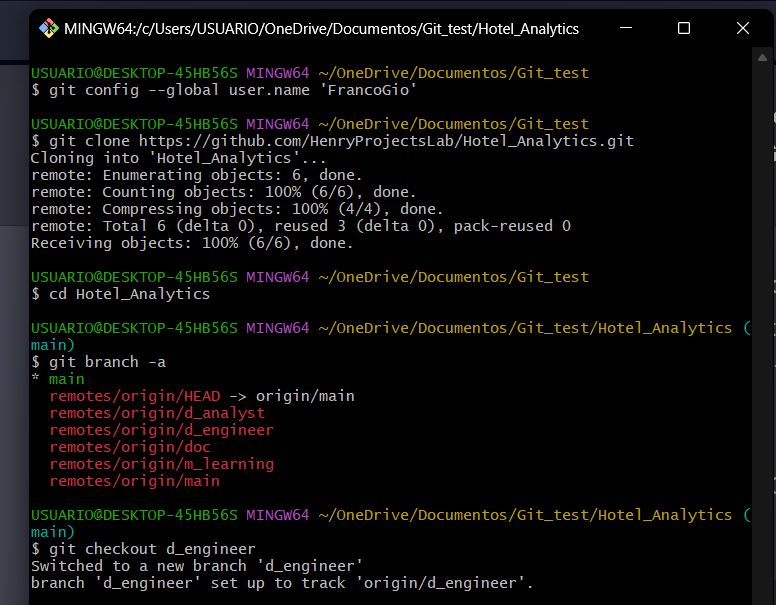 MINGW64:/c/Users/USUARIO/OneDrive/Documentos/Git_test/Hotel_Analytics
USUARIO@DESKTOP-45HB56S MINGW64 ~/OneDrive/Documentos/Git_test
$ git config --global user.name 'FrancoGio'
USUARIO@DESKTOP-45HB56S MINGW64 ~/OneDrive/Documentos/Git_test
$ git clone https://github.com/HenryProjectsLab/Hotel_Analytics.git
Cloning into 'Hotel_Analytics'...
remote: Enumerating objects: 6, done.
remote: Counting objects: 100% (6/6), done.
remote: Compressing objects: 100% (4/4), done.
remote: Total 6 (delta 0), reused 3 (delta 0), pack-reused 0
Receiving objects: 100% (6/6), done.
USUARIO@DESKTOP-45HB56S MINGW64 ~/OneDrive/Documentos/Git_test
$ cd Hotel_Analytics
USUARIO@DESKTOP-45HB56S MINGW64 ~/OneDrive/Documentos/Git_test/Hotel_Analytics (
main)
$ git branch -a
* main
remotes/origin/HEAD -> origin/main
remotes/origin/d_analyst
remotes/origin/d_engineer
remotes/origin/doc
remotes/origin/m_learning
remotes/origin/main
USUARIO@DESKTOP-45HB56S MINGW64 ~/OneDrive/Documentos/Git_test/Hotel_Analytics (
main)
$ git checkout d_engineer
Switched to a new branch 'd_engineer'
branch 'd_engineer' set up to track 'origin/d_engineer'.